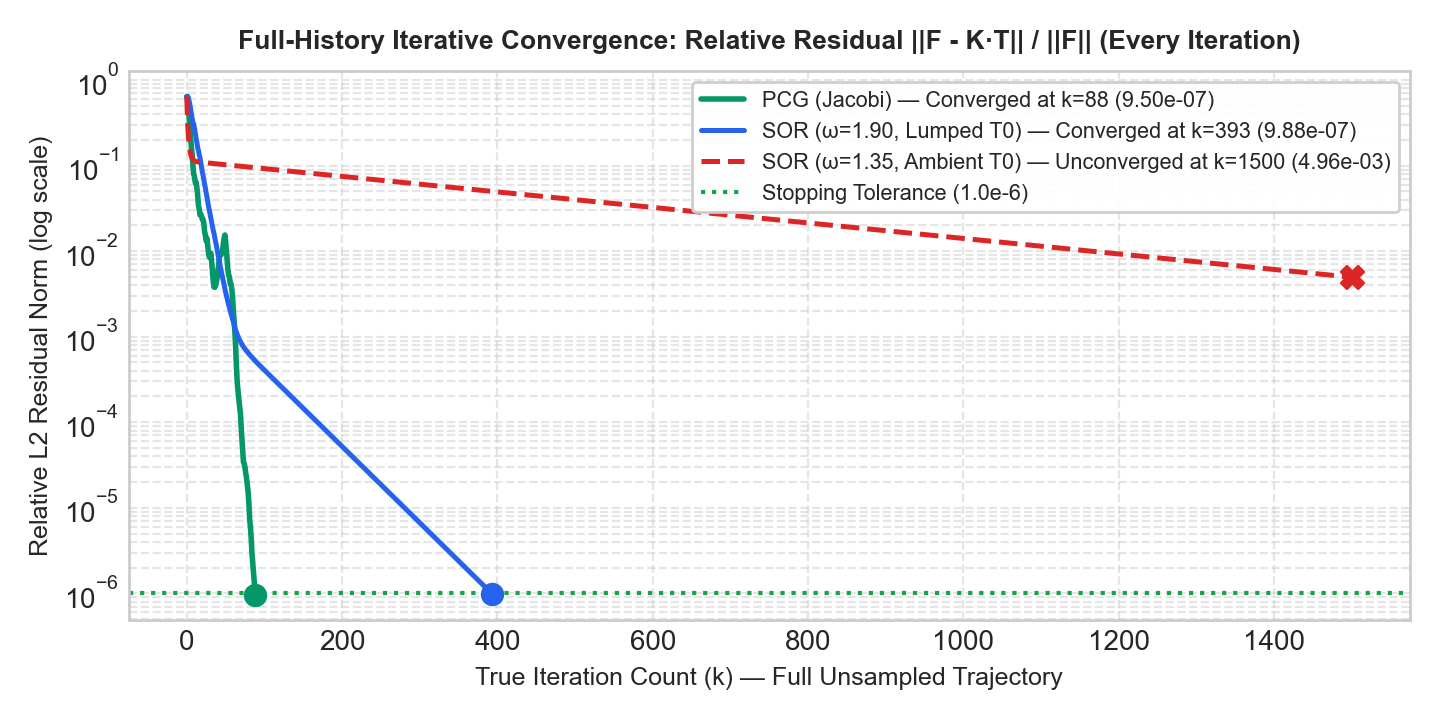 Full-History Iterative Convergence: Relative Residual ||F - K·T|| / ||F|| (Every Iteration)
PCG (Jacobi) — Converged at k=88 (9.50e-07)
SOR (ω=1.90, Lumped T0) — Converged at k=393 (9.88e-07)
SOR (ω=1.35, Ambient T0) — Unconverged at k=1500 (4.96e-03)
Stopping Tolerance (1.0e-6)
Relative L2 Residual Norm (log scale)
10⁰
10⁻¹
10⁻²
10⁻³
10⁻⁴
10⁻⁵
10⁻⁶
0 200 400 600 800 1000 1200 1400
True Iteration Count (k) — Full Unsampled Trajectory